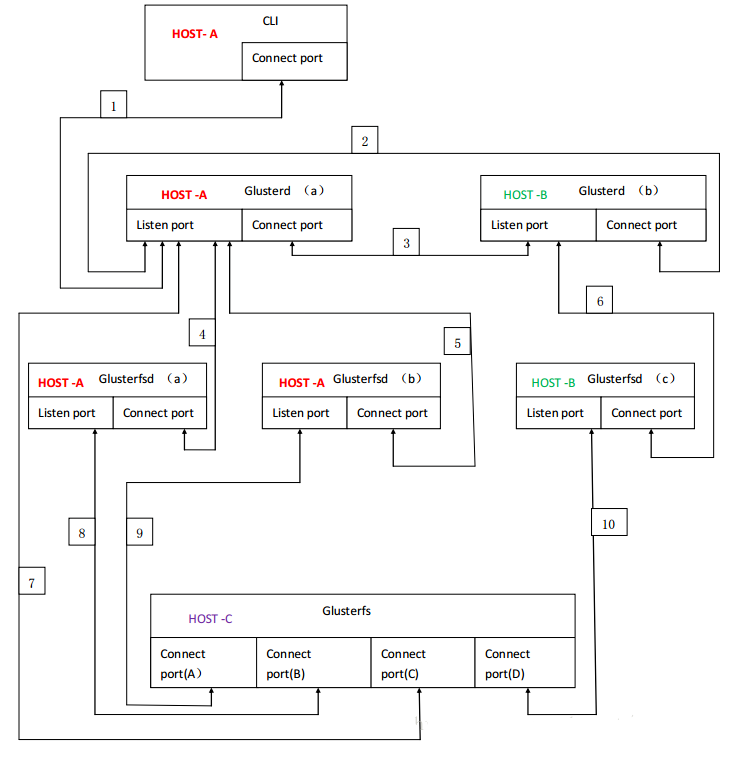 CLI
HOST- A
Connect port
1
2
HOST -A Glusterd （a）
Listen port Connect port
HOST -B Glusterd （b）
Listen port Connect port
3
6
4
5
HOST -A Glusterfsd （a）
Listen port Connect port
HOST -A Glusterfsd （b）
Listen port Connect port
HOST -B Glusterfsd （c）
Listen port Connect port
8
9
10
7
HOST -C Glusterfs
Connect
port(A）
Connect
port(B)
Connect
port(C)
Connect
port(D)